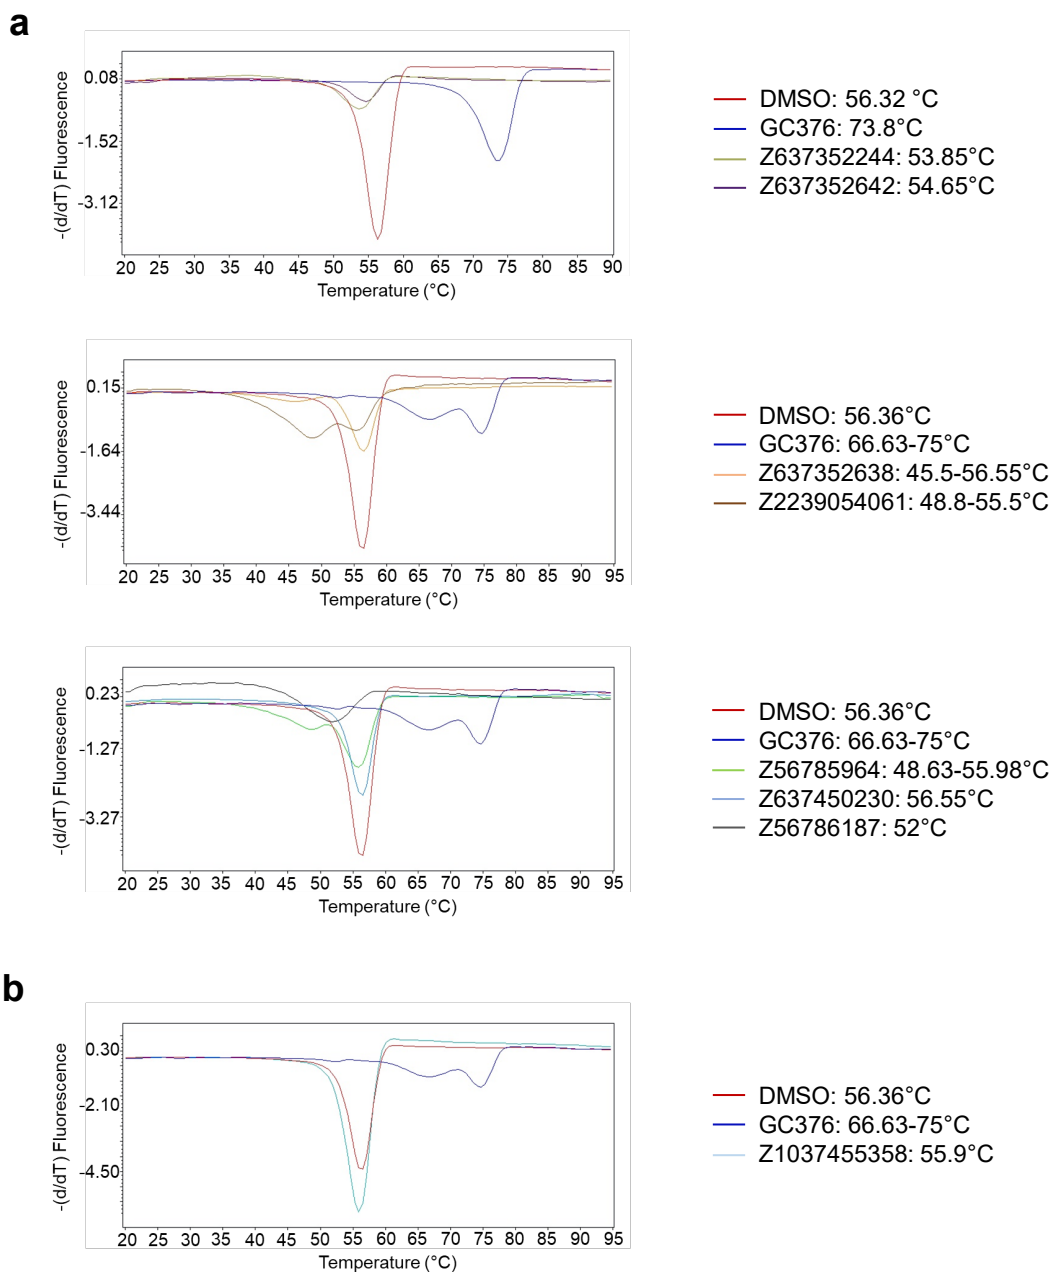 a
-(d/dT) Fluorescence
0.08
-1.52
-3.12
20 25 30 35 40 45 50 55 60 65 70 75 80 85 90
Temperature (°C)
DMSO: 56.32 °C
GC376: 73.8°C
Z637352244: 53.85°C
Z637352642: 54.65°C
-(d/dT) Fluorescence
0.15
-1.64
-3.44
20 25 30 35 40 45 50 55 60 65 70 75 80 85 90 95
Temperature (°C)
DMSO: 56.36°C
GC376: 66.63-75°C
Z637352638: 45.5-56.55°C
Z2239054061: 48.8-55.5°C
-(d/dT) Fluorescence
0.23
-1.27
-3.27
20 25 30 35 40 45 50 55 60 65 70 75 80 85 90 95
Temperature (°C)
DMSO: 56.36°C
GC376: 66.63-75°C
Z56785964: 48.63-55.98°C
Z637450230: 56.55°C
Z56786187: 52°C
b
-(d/dT) Fluorescence
0.30
-2.10
-4.50
20 25 30 35 40 45 50 55 60 65 70 75 80 85 90 95
Temperature (°C)
DMSO: 56.36°C
GC376: 66.63-75°C
Z1037455358: 55.9°C